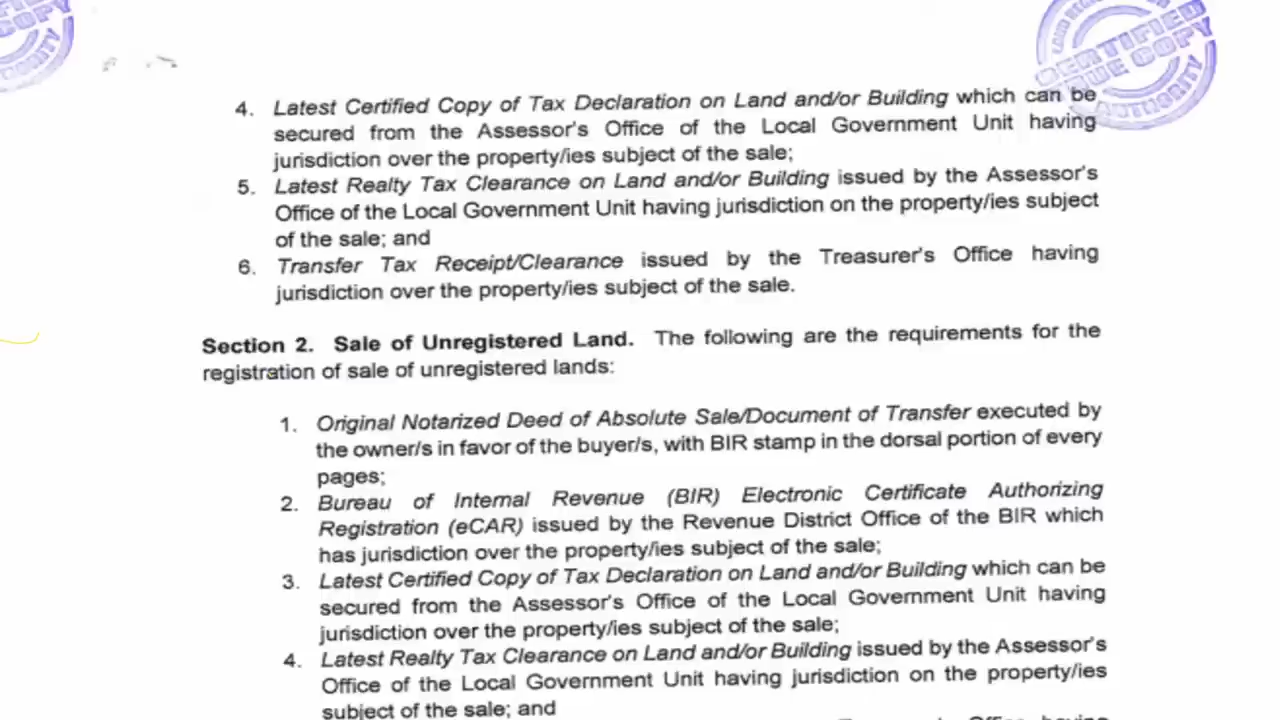 CERTIFIED
TRUE COPY
AUTHORITY
4. Latest Certified Copy of Tax Declaration on Land and/or Building which can be
secured from the Assessor's Office of the Local Government Unit having
jurisdiction over the property/ies subject of the sale;
5. Latest Realty Tax Clearance on Land and/or Building issued by the Assessor's
Office of the Local Government Unit having jurisdiction on the property/ies subject
of the sale; and
6. Transfer Tax Receipt/Clearance issued by the Treasurer's Office having
jurisdiction over the property/ies subject of the sale.
Section 2. Sale of Unregistered Land. The following are the requirements for the
registration of sale of unregistered lands:
1. Original Notarized Deed of Absolute Sale/Document of Transfer executed by
the owner/s in favor of the buyer/s, with BIR stamp in the dorsal portion of every
pages;
2. Bureau of Internal Revenue (BIR) Electronic Certificate Authorizing
Registration (eCAR) issued by the Revenue District Office of the BIR which
has jurisdiction over the property/ies subject of the sale;
3. Latest Certified Copy of Tax Declaration on Land and/or Building which can be
secured from the Assessor's Office of the Local Government Unit having
jurisdiction over the property/ies subject of the sale;
4. Latest Realty Tax Clearance on Land and/or Building issued by the Assessor's
Office of the Local Government Unit having jurisdiction on the property/ies
subject of the sale; and